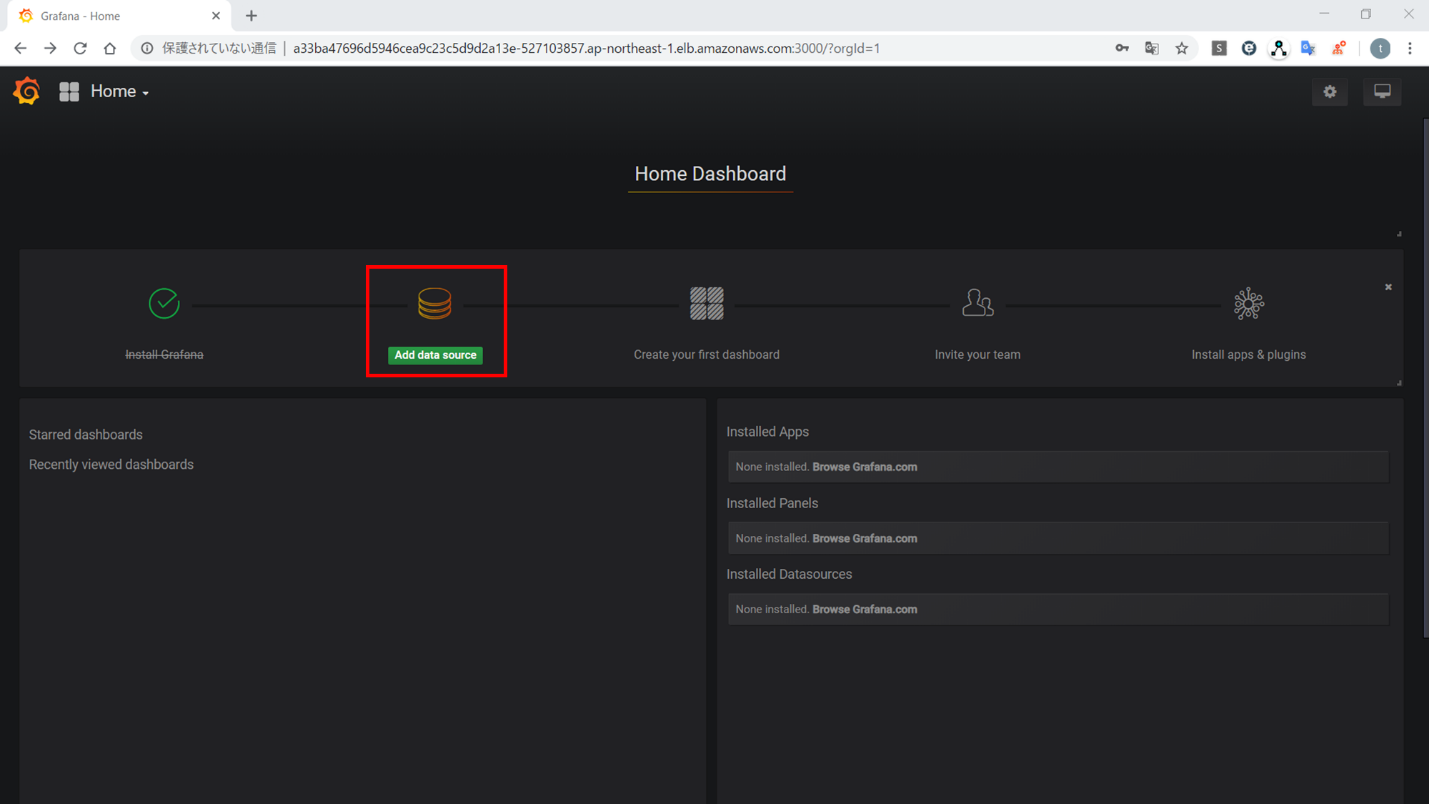 Grafana - Home
保護されていない通信 | a33ba47696d5946cea9c23c5d9d2a13e-527103857.ap-northeast-1.elb.amazonaws.com:3000/?orgId=1
S
t
Home
Home Dashboard
Install Grafana
Add data source
Create your first dashboard
Invite your team
Install apps & plugins
Starred dashboards
Recently viewed dashboards
Installed Apps
None installed. Browse Grafana.com
Installed Panels
None installed. Browse Grafana.com
Installed Datasources
None installed. Browse Grafana.com